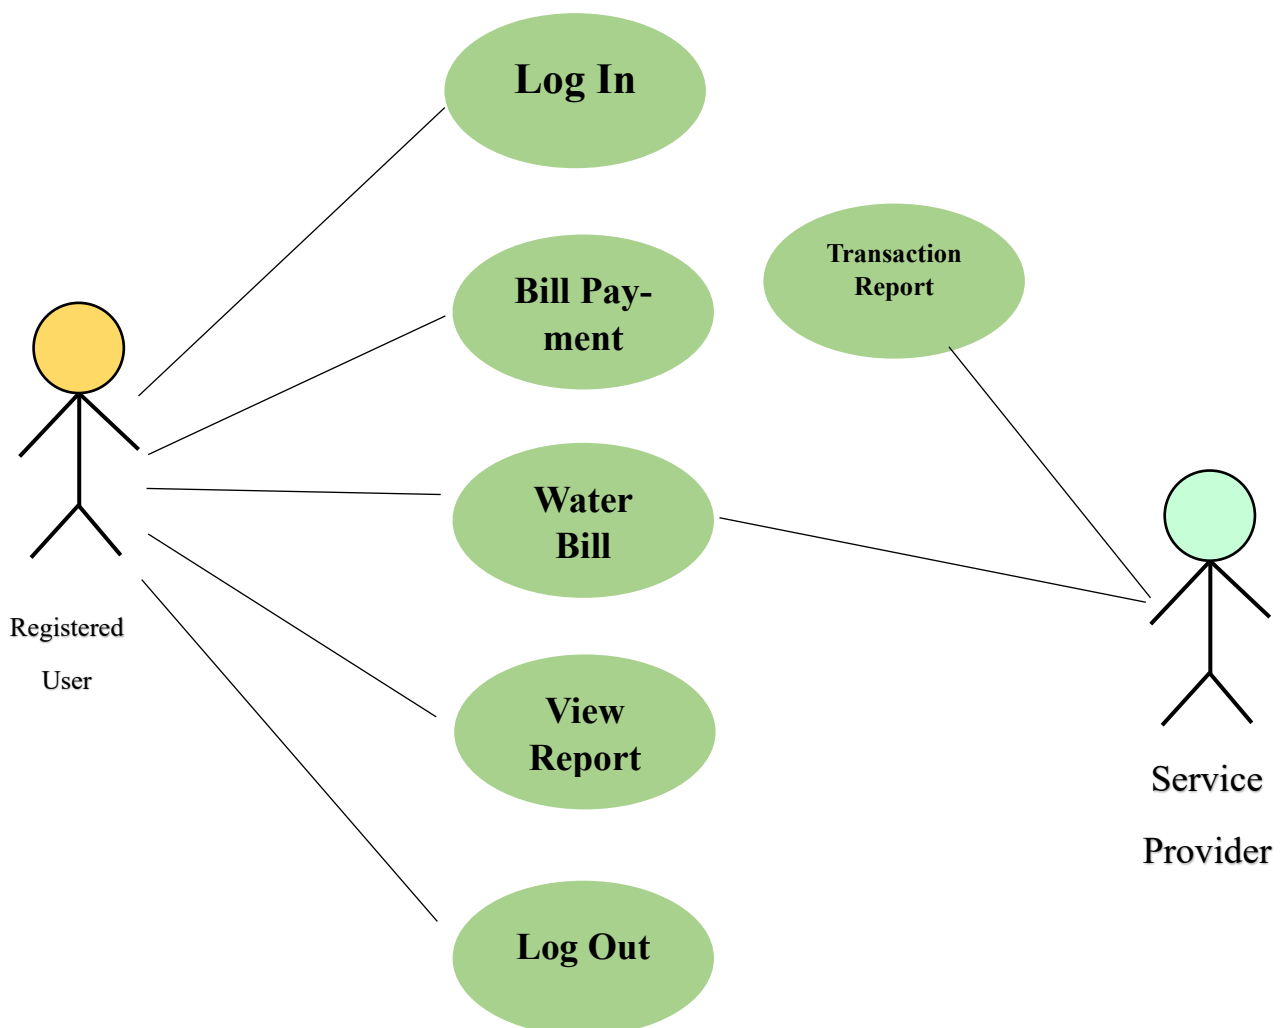 Log In
Transaction
Report
Bill Pay-
ment
Water
Bill
Registered
User
View
Report
Service
Provider
Log Out